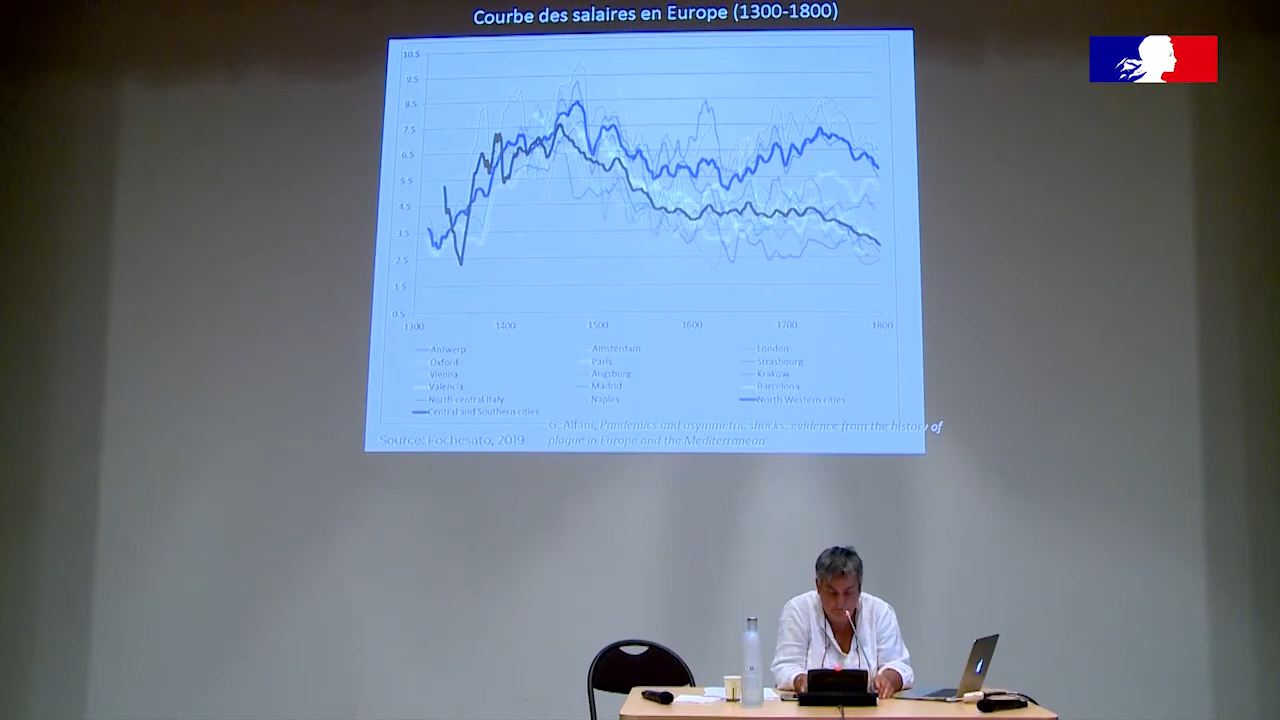 Courbe des salaires en Europe (1300-1800)
10.5
9.5
8.5
7.5
6.5
5.5
4.5
3.5
2.5
1.5
0.5
1300 1400 1500 1600 1700 1800
Antwerp Amsterdam London
Oxford Paris Strasbourg
Vienna Augsburg Krakow
Valencia Madrid Barcelona
North-central Italy Naples North Western cities
Central and Southern cities
G. Alfani, Pandemics and asymmetric shocks: evidence from the history of
Source: Fochesato, 2019 plague in Europe and the Mediterranean